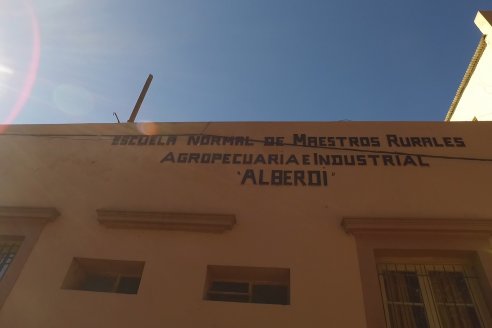 ESCUELA NORMAL DE MAESTROS RURALES
AGROPECUARIA E INDUSTRIAL
"ALBERDI"